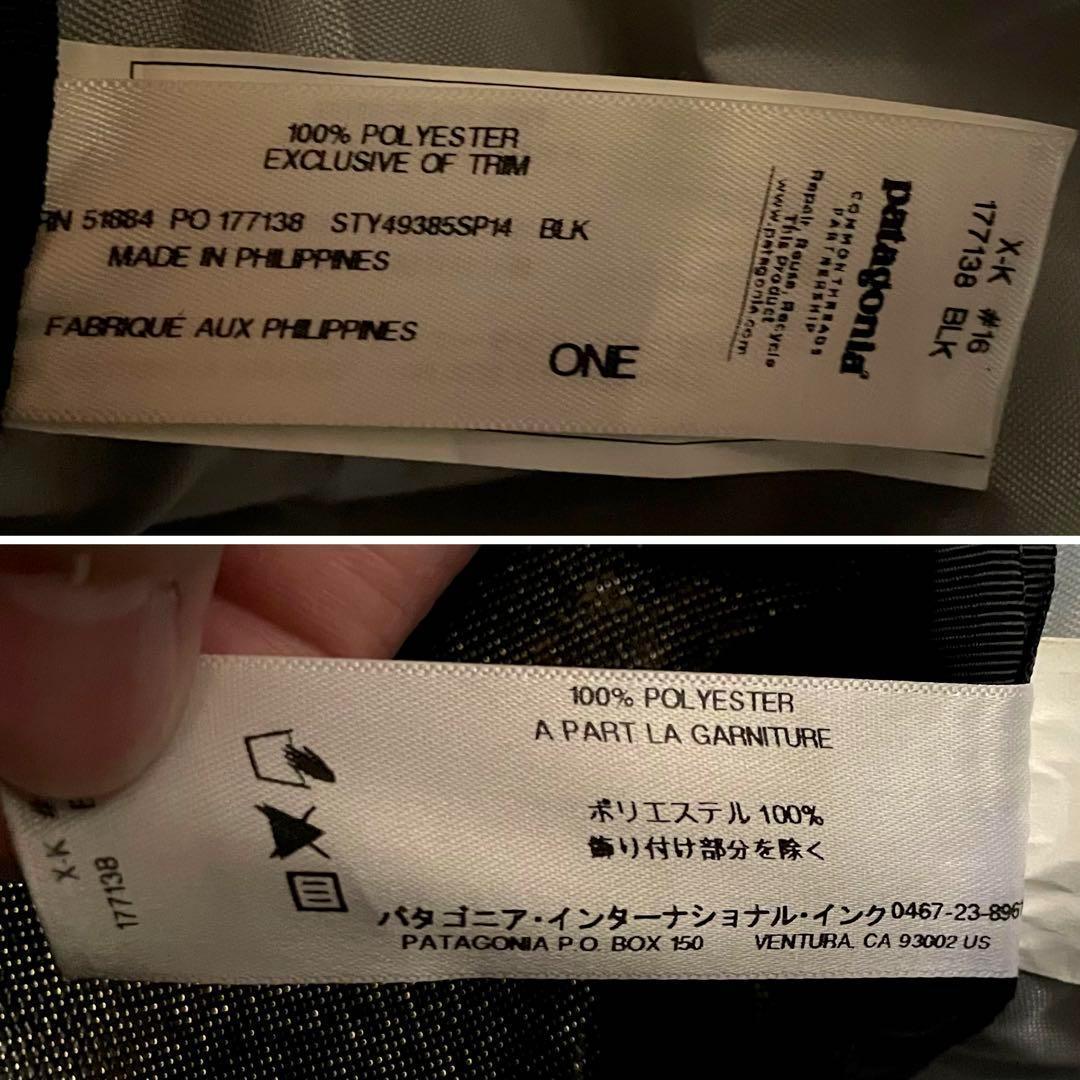 100% POLYESTER
EXCLUSIVE OF TRIM
RN 51884 PO 177138 STY49385SP14 BLK
MADE IN PHILIPPINES
FABRIQUÉ AUX PHILIPPINES
ONE
patagonia®
COMMON THREADS
PARTNERSHIP
Repair, Reuse, Recycle
This Product
www.patagonia.com
X-K #16
177138 BLK
100% POLYESTER
A PART LA GARNITURE
ポリエステル 100%
飾り付け部分を除く
パタゴニア・インターナショナル・インク 0467-23-8961
PATAGONIA P.O. BOX 150 VENTURA, CA 93002 US
X-K
177138